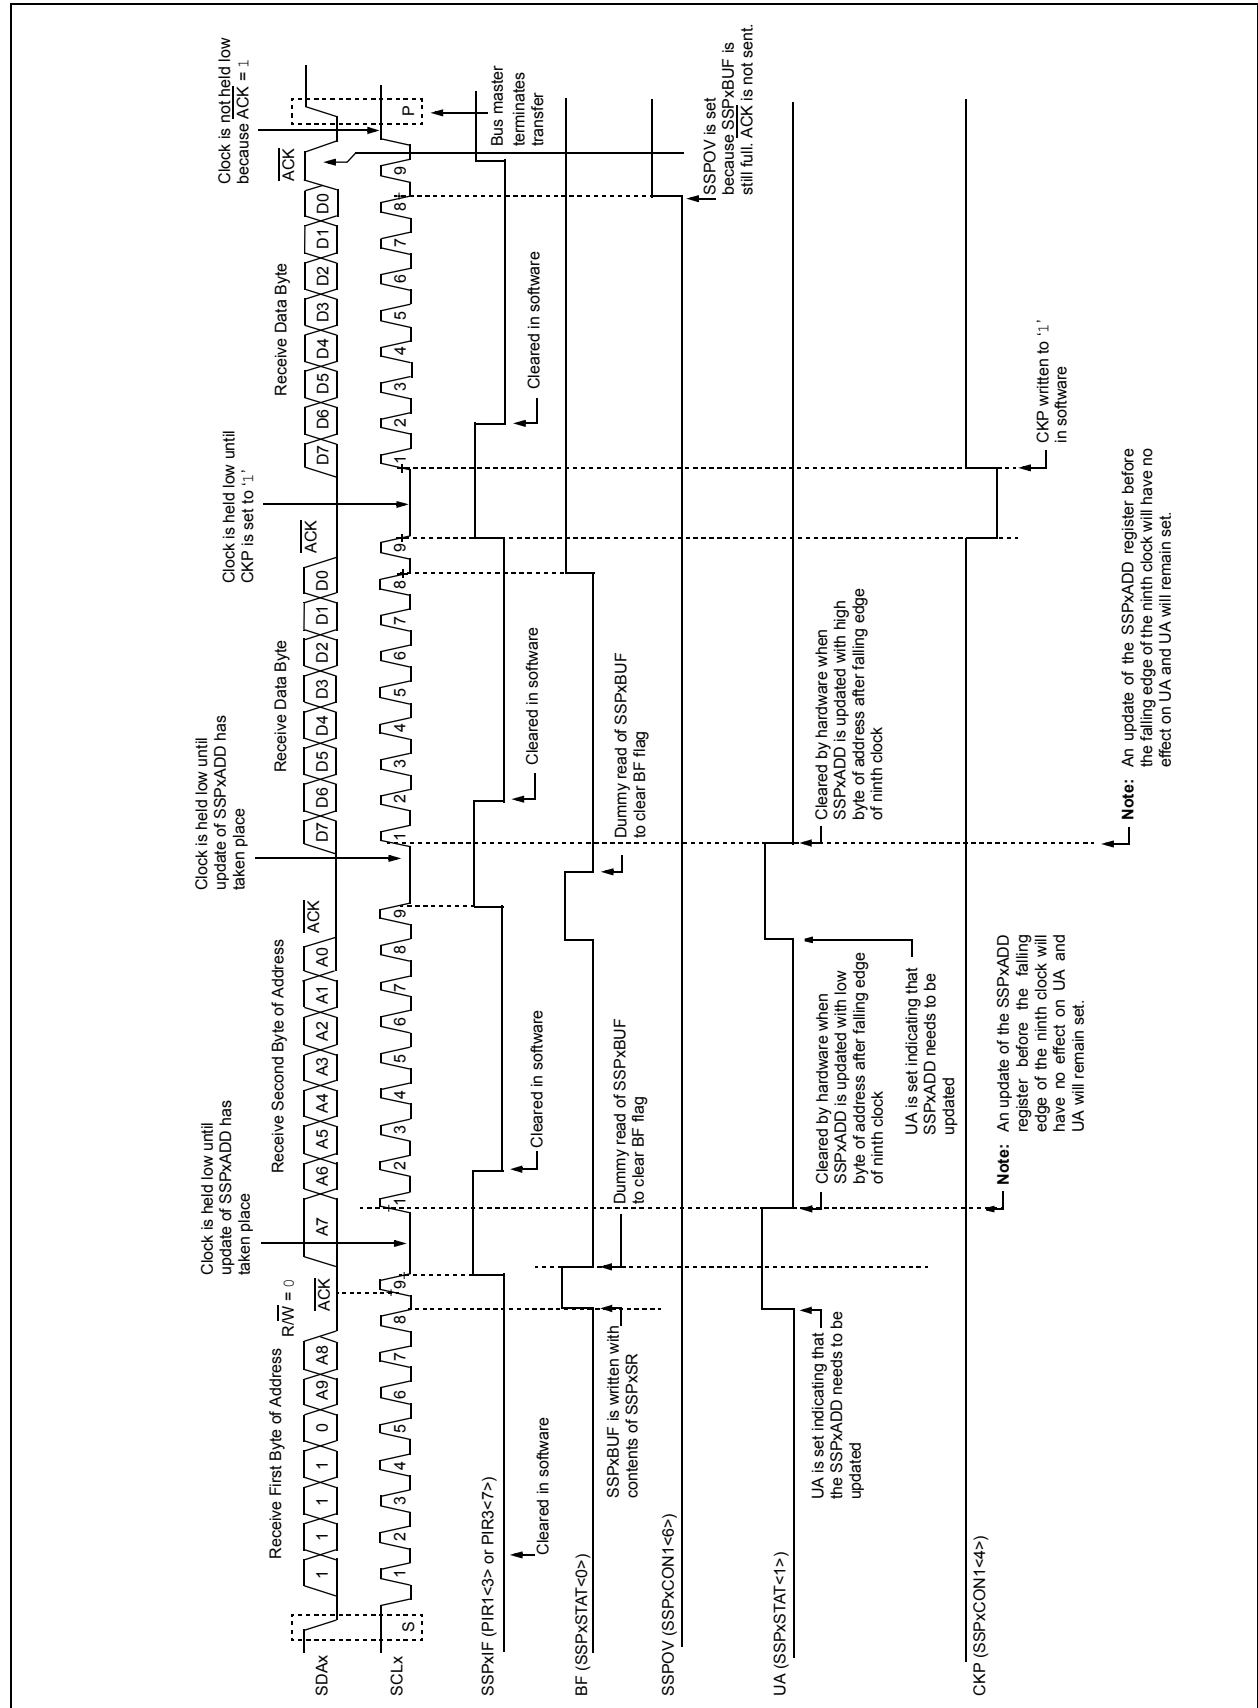 Clock is held low until
update of SSPxADD has
taken place
Clock is held low until
update of SSPxADD has
taken place
Clock is held low until
CKP is set to ‘1’
Clock is not held low
because ACK = 1
Receive First Byte of Address
R/W = 0
Receive Second Byte of Address
Receive Data Byte
Receive Data Byte
ACK
ACK
ACK
ACK
SDAx
1 1 1 1 0 A9 A8
A7 A6 A5 A4 A3 A2 A1 A0
D7 D6 D5 D4 D3 D2 D1 D0
D7 D6 D5 D4 D3 D2 D1 D0
SCLx
S
1 2 3 4 5 6 7 8 9
1 2 3 4 5 6 7 8 9
1 2 3 4 5 6 7 8 9
1 2 3 4 5 6 7 8 9
P
Bus master
terminates
transfer
SSPxIF (PIR1<3> or PIR3<7>)
Cleared in software
Cleared in software
Cleared in software
Cleared in software
BF (SSPxSTAT<0>)
SSPxBUF is written with
contents of SSPxSR
Dummy read of SSPxBUF
to clear BF flag
Dummy read of SSPxBUF
to clear BF flag
SSPOV (SSPxCON1<6>)
SSPOV is set
because SSPxBUF is
still full. ACK is not sent.
UA (SSPxSTAT<1>)
UA is set indicating that
the SSPxADD needs to be
updated
Cleared by hardware when
SSPxADD is updated with low
byte of address after falling edge
of ninth clock
UA is set indicating that
SSPxADD needs to be
updated
Cleared by hardware when
SSPxADD is updated with high
byte of address after falling edge
of ninth clock
CKP (SSPxCON1<4>)
CKP written to ‘1’
in software
Note: An update of the SSPxADD
register before the falling
edge of the ninth clock will
have no effect on UA and
UA will remain set.
Note: An update of the SSPxADD register before
the falling edge of the ninth clock will have no
effect on UA and UA will remain set.